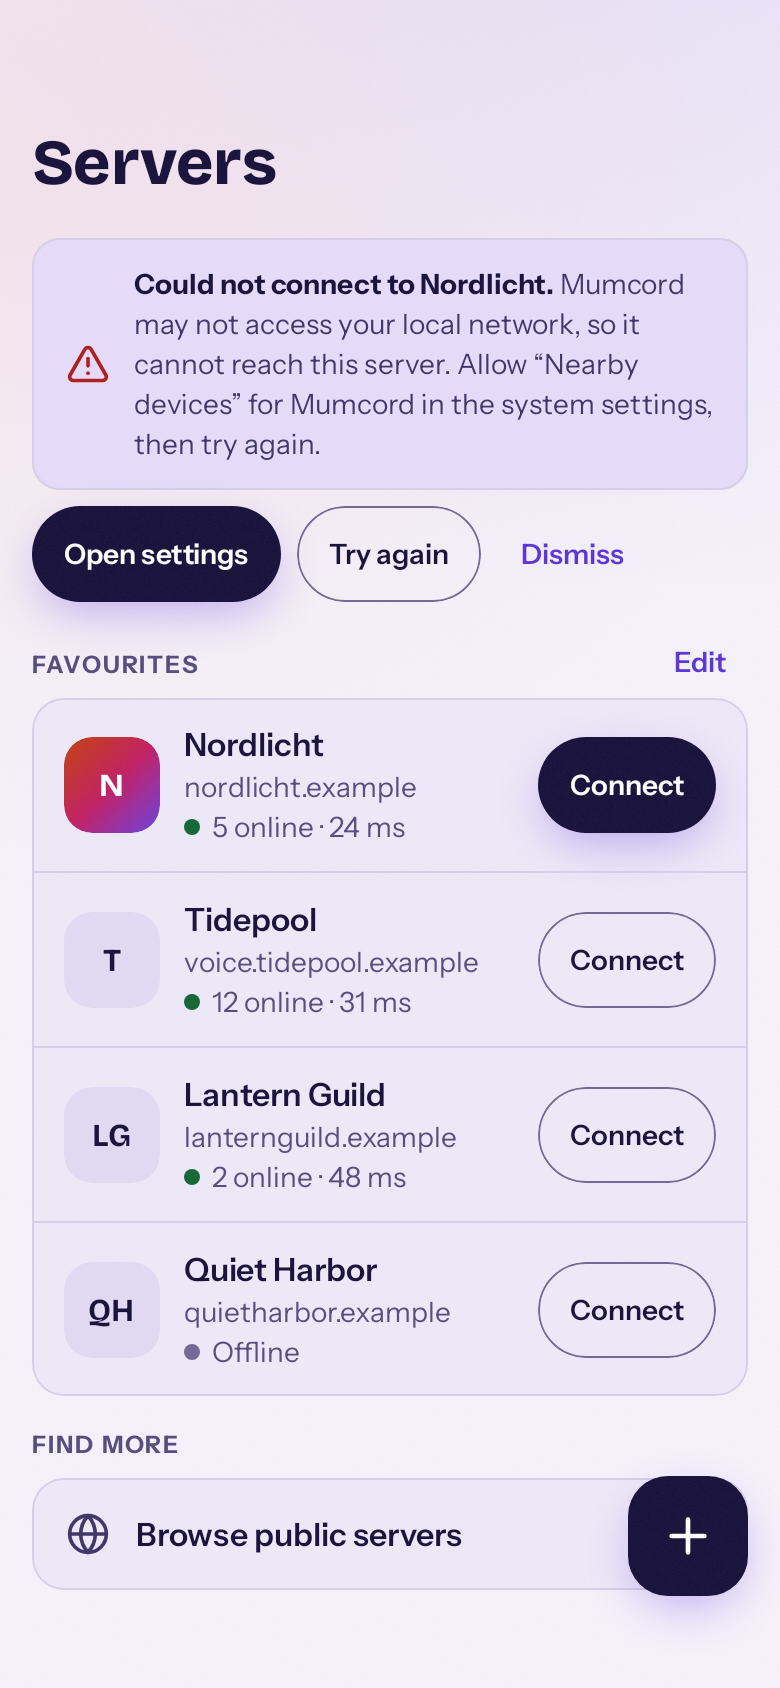 Servers
Could not connect to Nordlicht. Mumcord
may not access your local network, so it
cannot reach this server. Allow “Nearby
devices” for Mumcord in the system settings,
then try again.
Open settings
Try again
Dismiss
FAVOURITES
Edit
N
Nordlicht
nordlicht.example
5 online · 24 ms
Connect
T
Tidepool
voice.tidepool.example
12 online · 31 ms
Connect
LG
Lantern Guild
lanternguild.example
2 online · 48 ms
Connect
QH
Quiet Harbor
quietharbor.example
Offline
Connect
FIND MORE
Browse public servers